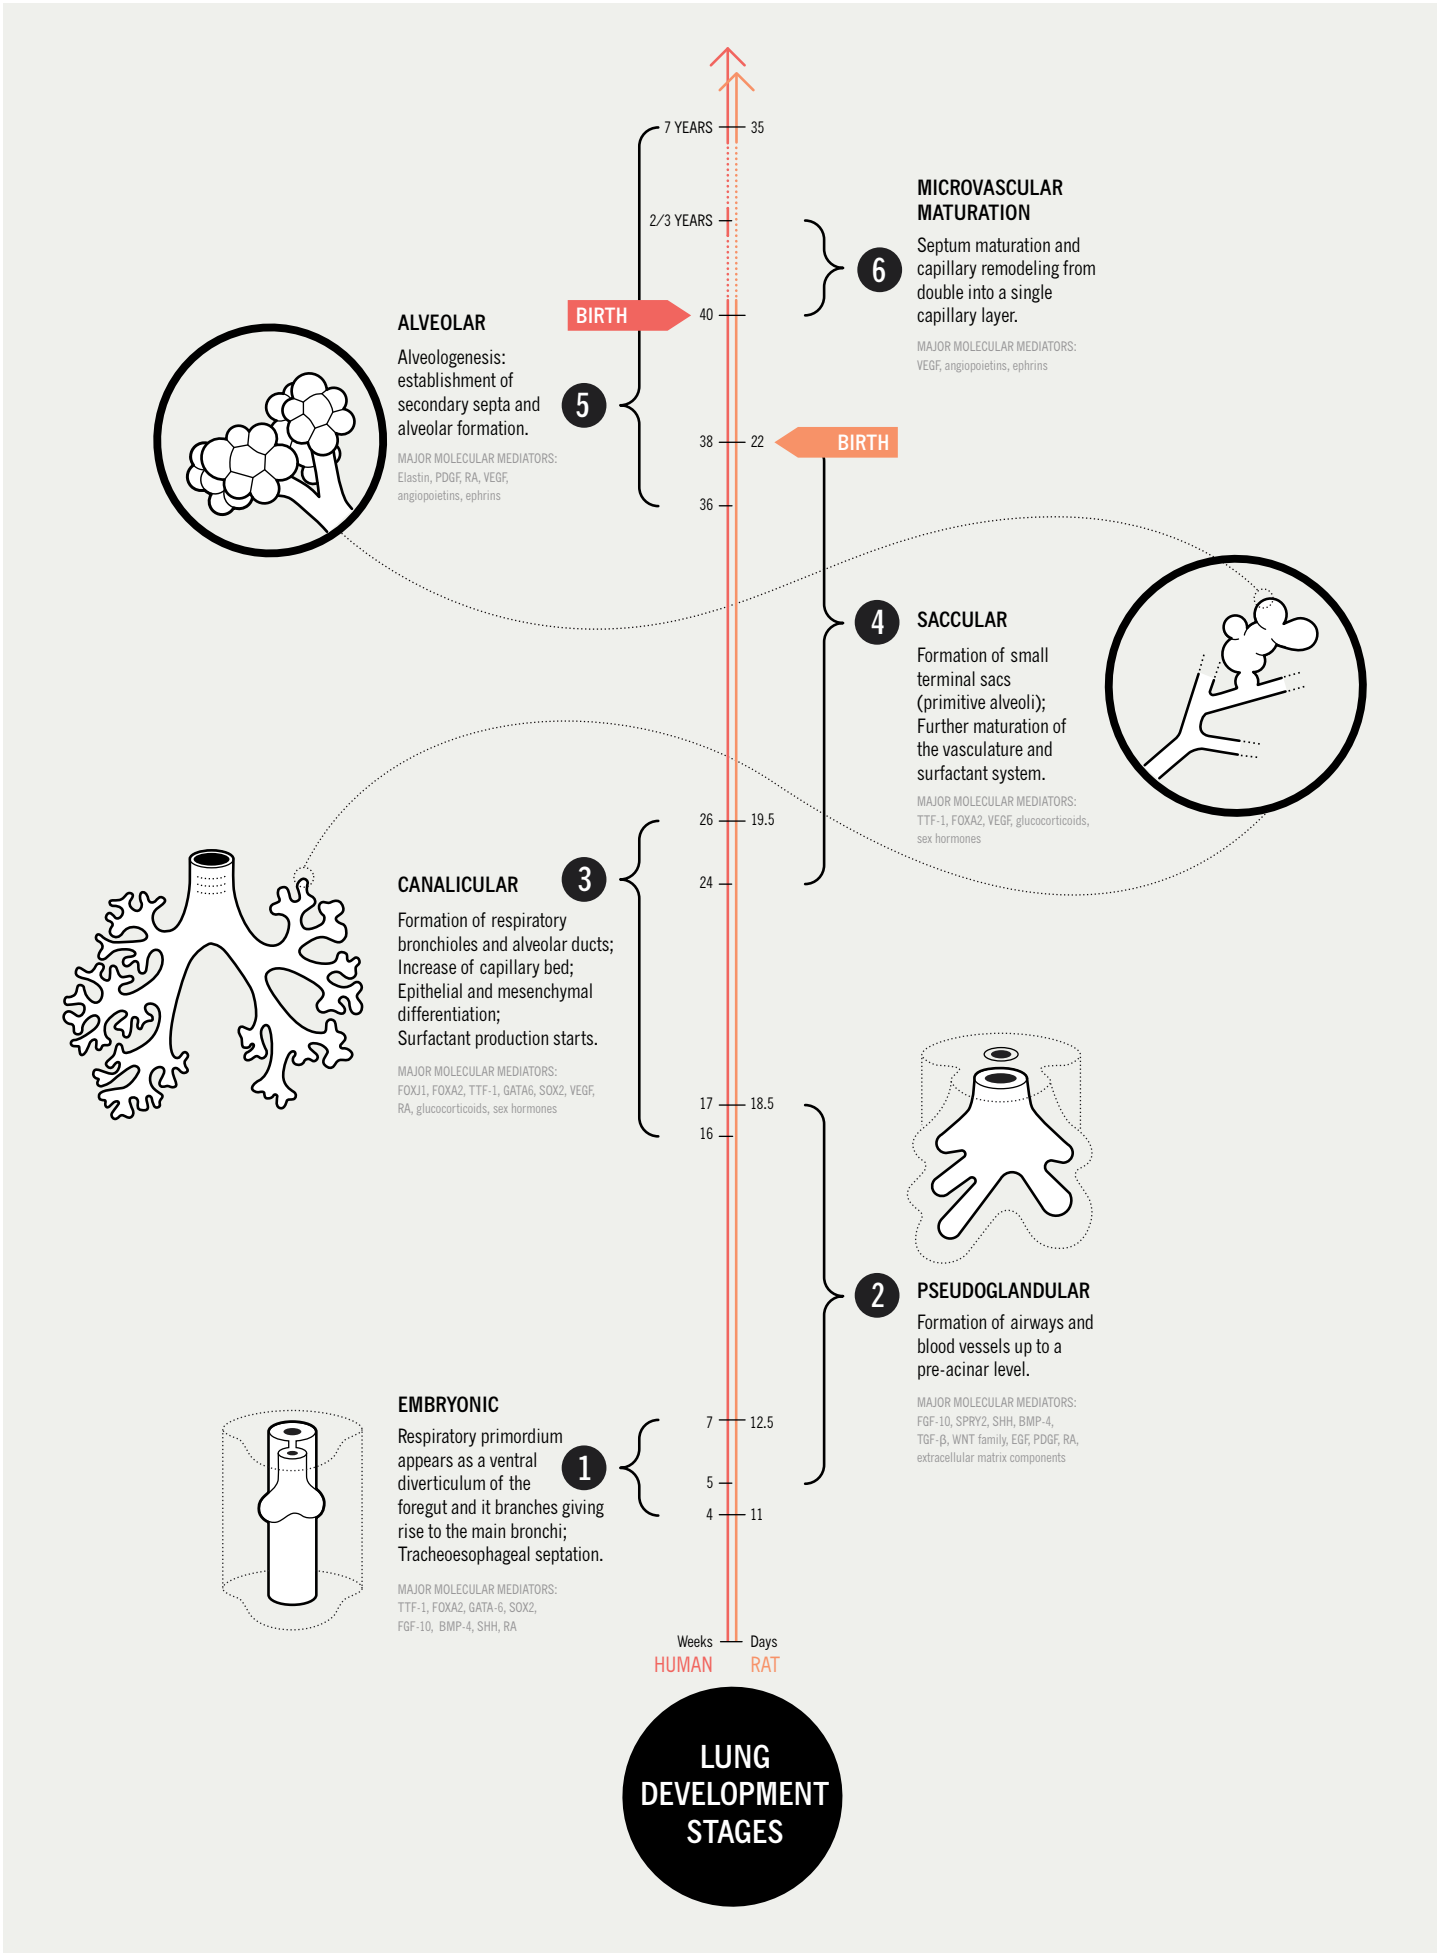 7 YEARS
35
2/3 YEARS
MICROVASCULAR
MATURATION
Septum maturation and
capillary remodeling from
double into a single
capillary layer.
MAJOR MOLECULAR MEDIATORS:
VEGF, angiopoietins, ephrins
6
BIRTH
40
ALVEOLAR
Alveologenesis:
establishment of
secondary septa and
alveolar formation.
MAJOR MOLECULAR MEDIATORS:
Elastin, PDGF, RA, VEGF,
angiopoietins, ephrins
5
38
22
BIRTH
36
4
SACCULAR
Formation of small
terminal sacs
(primitive alveoli);
Further maturation of
the vasculature and
surfactant system.
MAJOR MOLECULAR MEDIATORS:
TTF-1, FOXA2, VEGF, glucocorticoids,
sex hormones
26
19.5
24
CANALICULAR
3
Formation of respiratory
bronchioles and alveolar ducts;
Increase of capillary bed;
Epithelial and mesenchymal
differentiation;
Surfactant production starts.
MAJOR MOLECULAR MEDIATORS:
FOXJ1, FOXA2, TTF-1, GATA6, SOX2, VEGF,
RA, glucocorticoids, sex hormones
17
18.5
16
2
PSEUDOGLANDULAR
Formation of airways and
blood vessels up to a
pre-acinar level.
MAJOR MOLECULAR MEDIATORS:
FGF-10, SPRY2, SHH, BMP-4,
TGF-β, WNT family, EGF, PDGF, RA,
extracellular matrix components
EMBRYONIC
Respiratory primordium
appears as a ventral
diverticulum of the
foregut and it branches giving
rise to the main bronchi;
Tracheoesophageal septation.
MAJOR MOLECULAR MEDIATORS:
TTF-1, FOXA2, GATA-6, SOX2,
FGF-10, BMP-4, SHH, RA
1
7
12.5
5
4
11
Weeks
Days
HUMAN
RAT
LUNG
DEVELOPMENT
STAGES